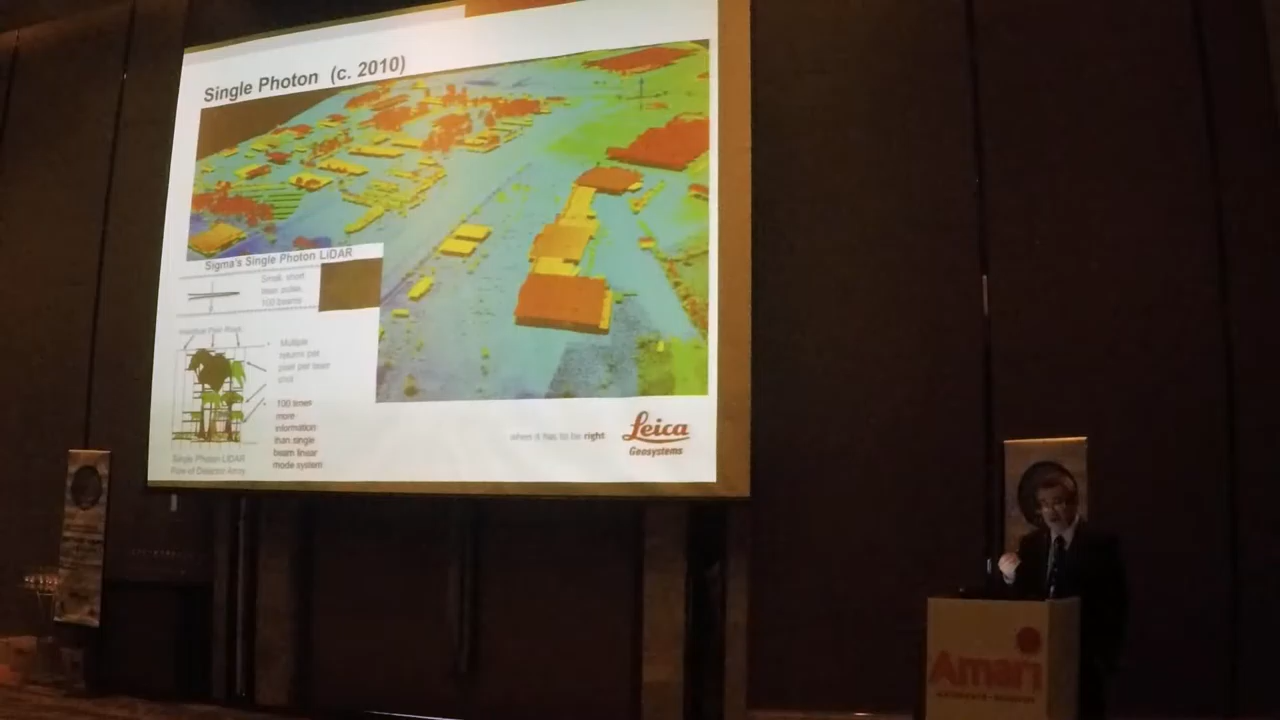 Single Photon (c. 2010)
Sigma's Single Photon LiDAR
Small, short
laser pulse,
100 beams
Multiple
returns per
pixel per laser
shot
100 times
more
information
than single
beam linear
mode system
Single Photon LiDAR
when it has to be right
Leica
Geosystems
Amari